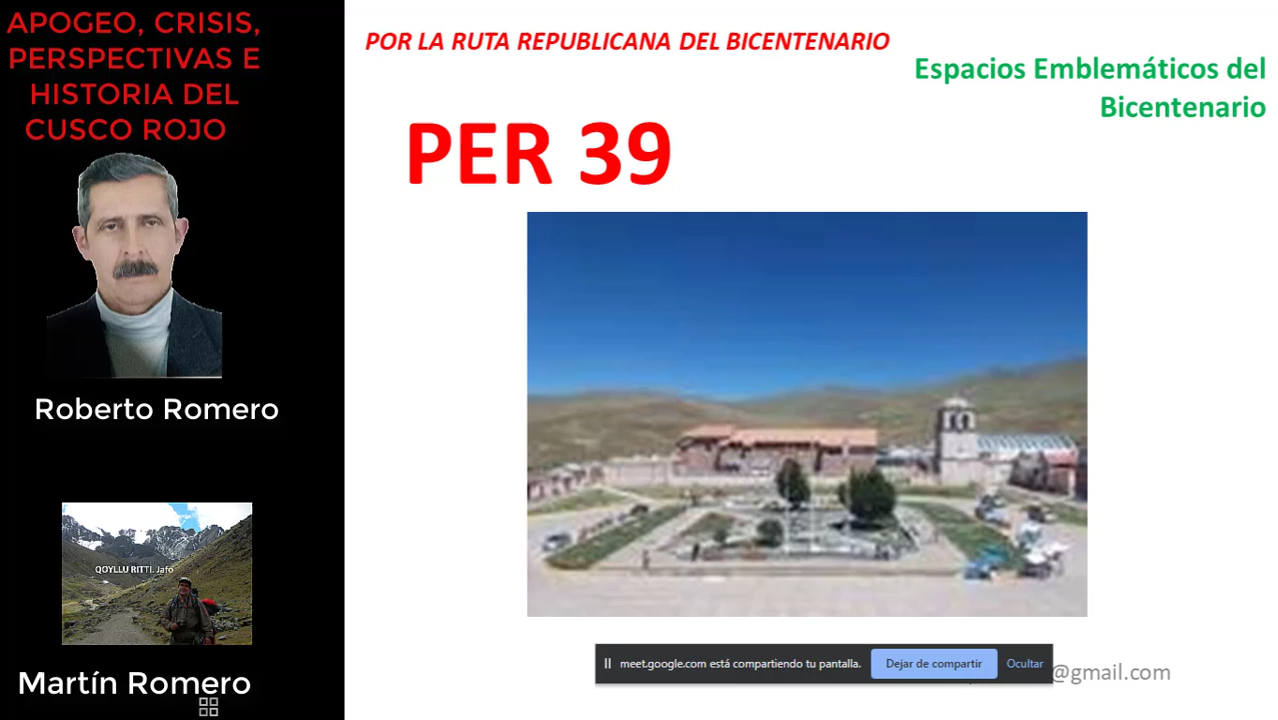 APOGEO, CRISIS,
PERSPECTIVAS E
HISTORIA DEL
CUSCO ROJO
Roberto Romero
QOYLLU RITTI. Jafo
Martín Romero
POR LA RUTA REPUBLICANA DEL BICENTENARIO
Espacios Emblemáticos del
Bicentenario
PER 39
meet.google.com está compartiendo tu pantalla.
Dejar de compartir
Ocultar
@gmail.com